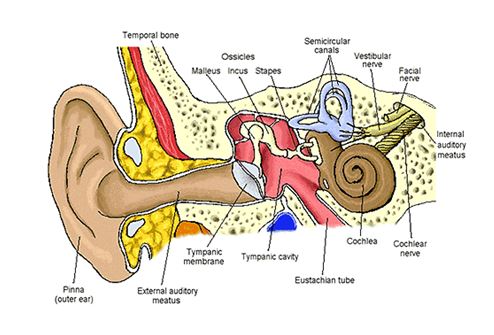 Temporal bone
Ossicles
Malleus
Incus
Stapes
Semicircular
canals
Vestibular
nerve
Facial
nerve
Internal
auditory
meatus
Cochlear
nerve
Cochlea
Eustachian tube
Tympanic cavity
Tympanic
membrane
External auditory
meatus
Pinna
(outer ear)